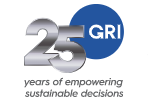 25 GRI
years of empowering
sustainable decisions